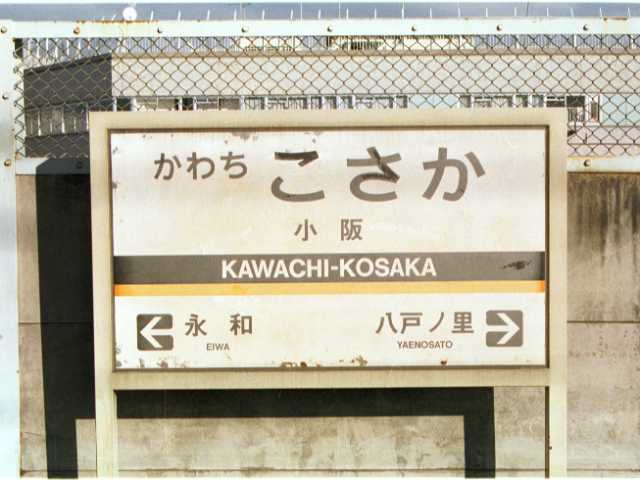 かわち こさか
小阪
KAWACHI-KOSAKA
永和 八戸ノ里
EIWA YAENOSATO